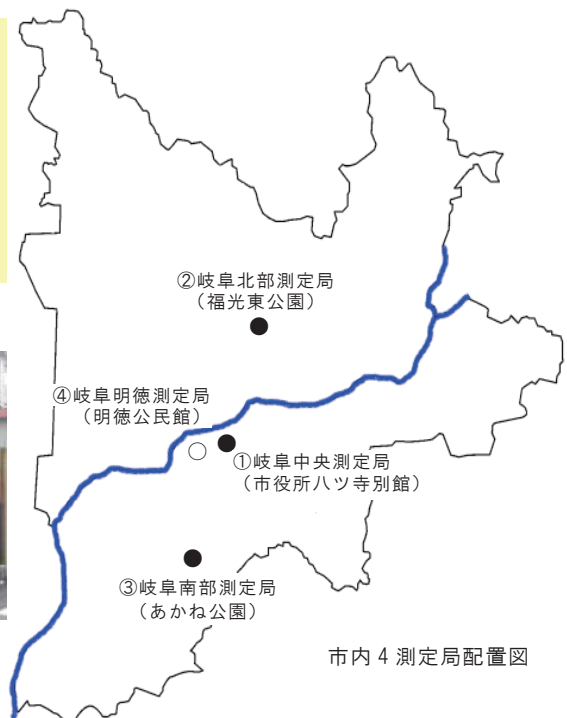 ②岐阜北部測定局
（福光東公園）
④岐阜明徳測定局
（明徳公民館）
①岐阜中央測定局
（市役所八ツ寺別館）
③岐阜南部測定局
（あかね公園）
市内4測定局配置図